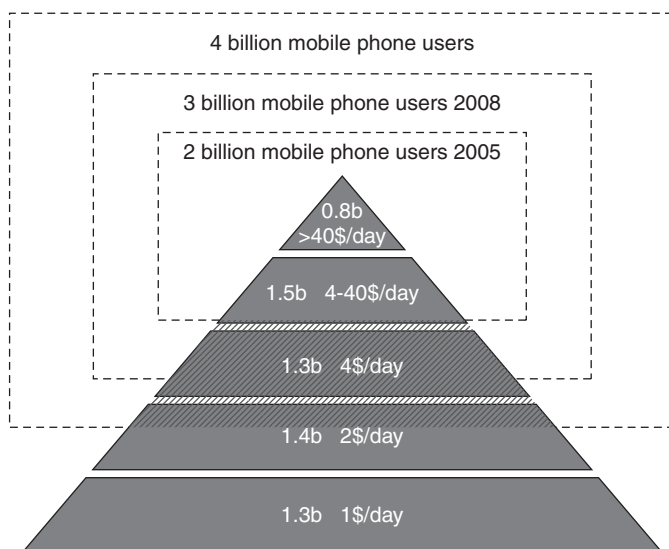 4 billion mobile phone users
3 billion mobile phone users 2008
2 billion mobile phone users 2005
0.8b
>40$/day
1.5b 4-40$/day
1.3b 4$/day
1.4b 2$/day
1.3b 1$/day